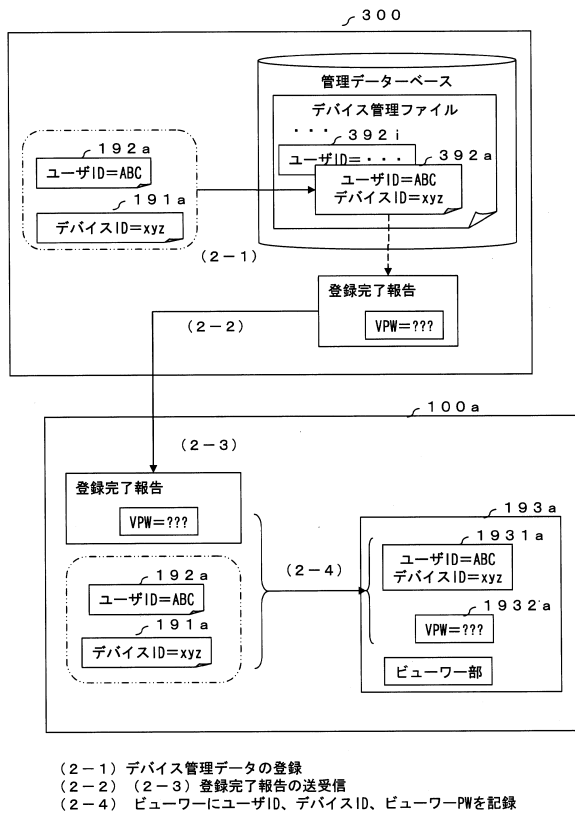 300
管理データーベース
デバイス管理ファイル
・・・
392i
ユーザID=・・・
392a
ユーザID=ABC
デバイスID=xyz
192a
ユーザID=ABC
191a
デバイスID=xyz
(2-1)
登録完了報告
VPW=???
(2-2)
100a
(2-3)
登録完了報告
VPW=???
192a
ユーザID=ABC
191a
デバイスID=xyz
(2-4)
193a
1931a
ユーザID=ABC
デバイスID=xyz
1932a
VPW=???
ビューワー部
(2-1) デバイス管理データの登録
(2-2) (2-3) 登録完了報告の送受信
(2-4) ビューワーにユーザID、デバイスID、ビューワーPWを記録